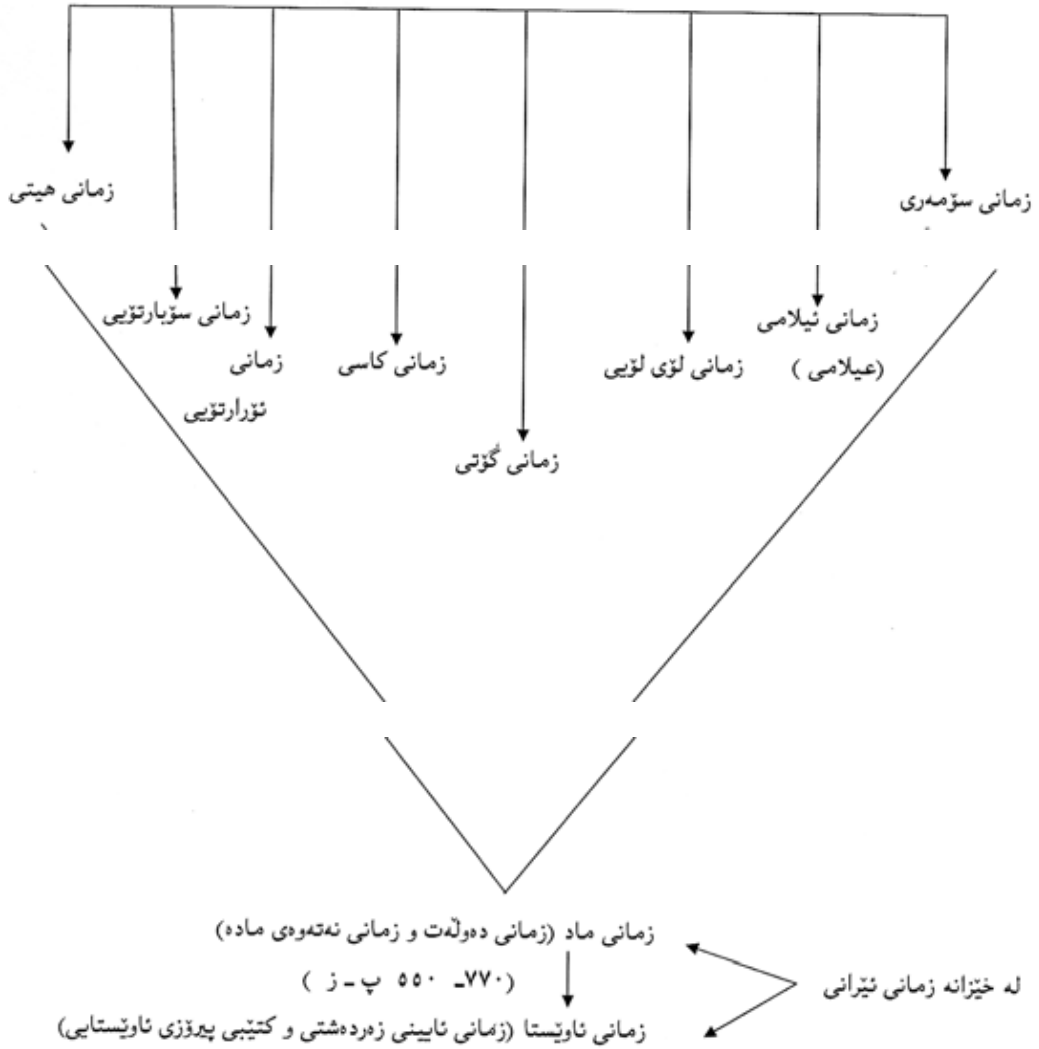 زمانی سۆمەری
زمانی هیتی
زمانی ئیلامی
(عیلامی )
زمانی لۆی لۆیی
زمانی گۆتی
زمانی کاسی
زمانی
ئۆرارتۆیی
زمانی سۆبارتۆیی
زمانی ماد (زمانی دەوڵەت و زمانی نەتەوەی مادە)
(٧٧٠ـ ٥٥٠ پ ـ ز )
لە خێزانە زمانی ئێرانی
زمانی ئاوێستا (زمانی ئایینی زەردەشتی و کتێبی پیرۆزی ئاوێستایی)